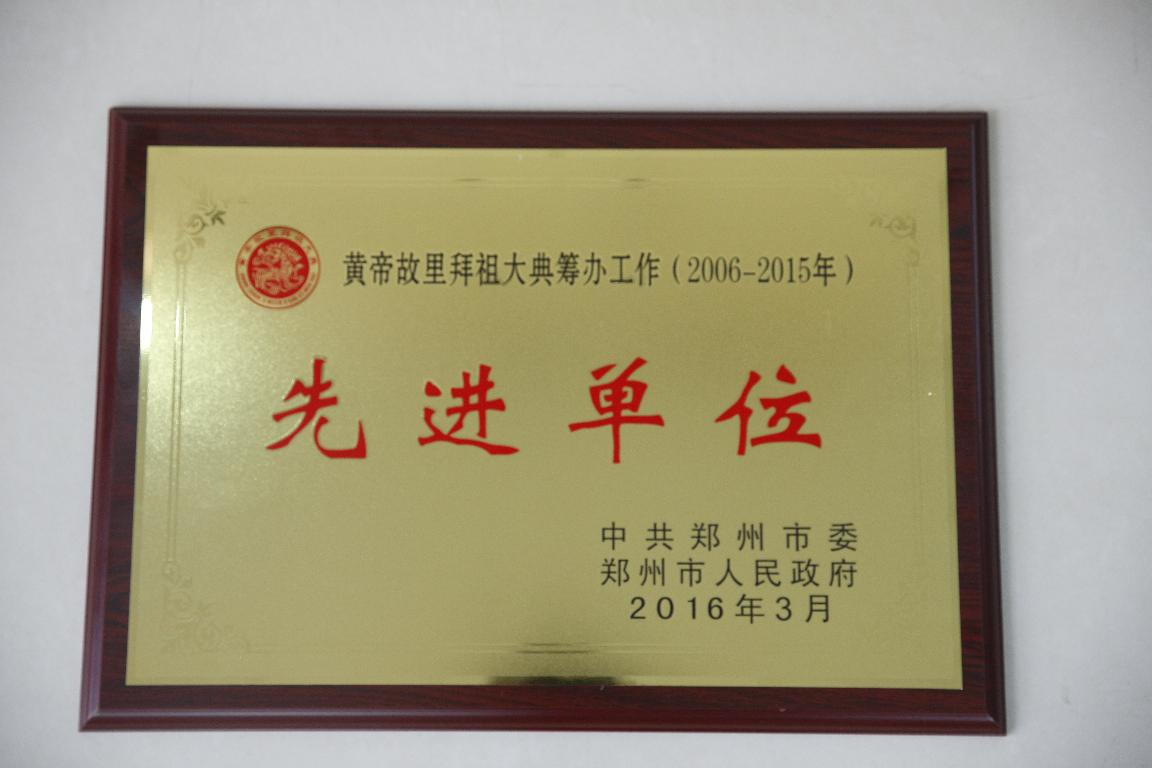 黄帝故里拜祖大典筹办工作（2006-2015年）
先进单位
中共郑州市委
郑州市人民政府
2016年3月